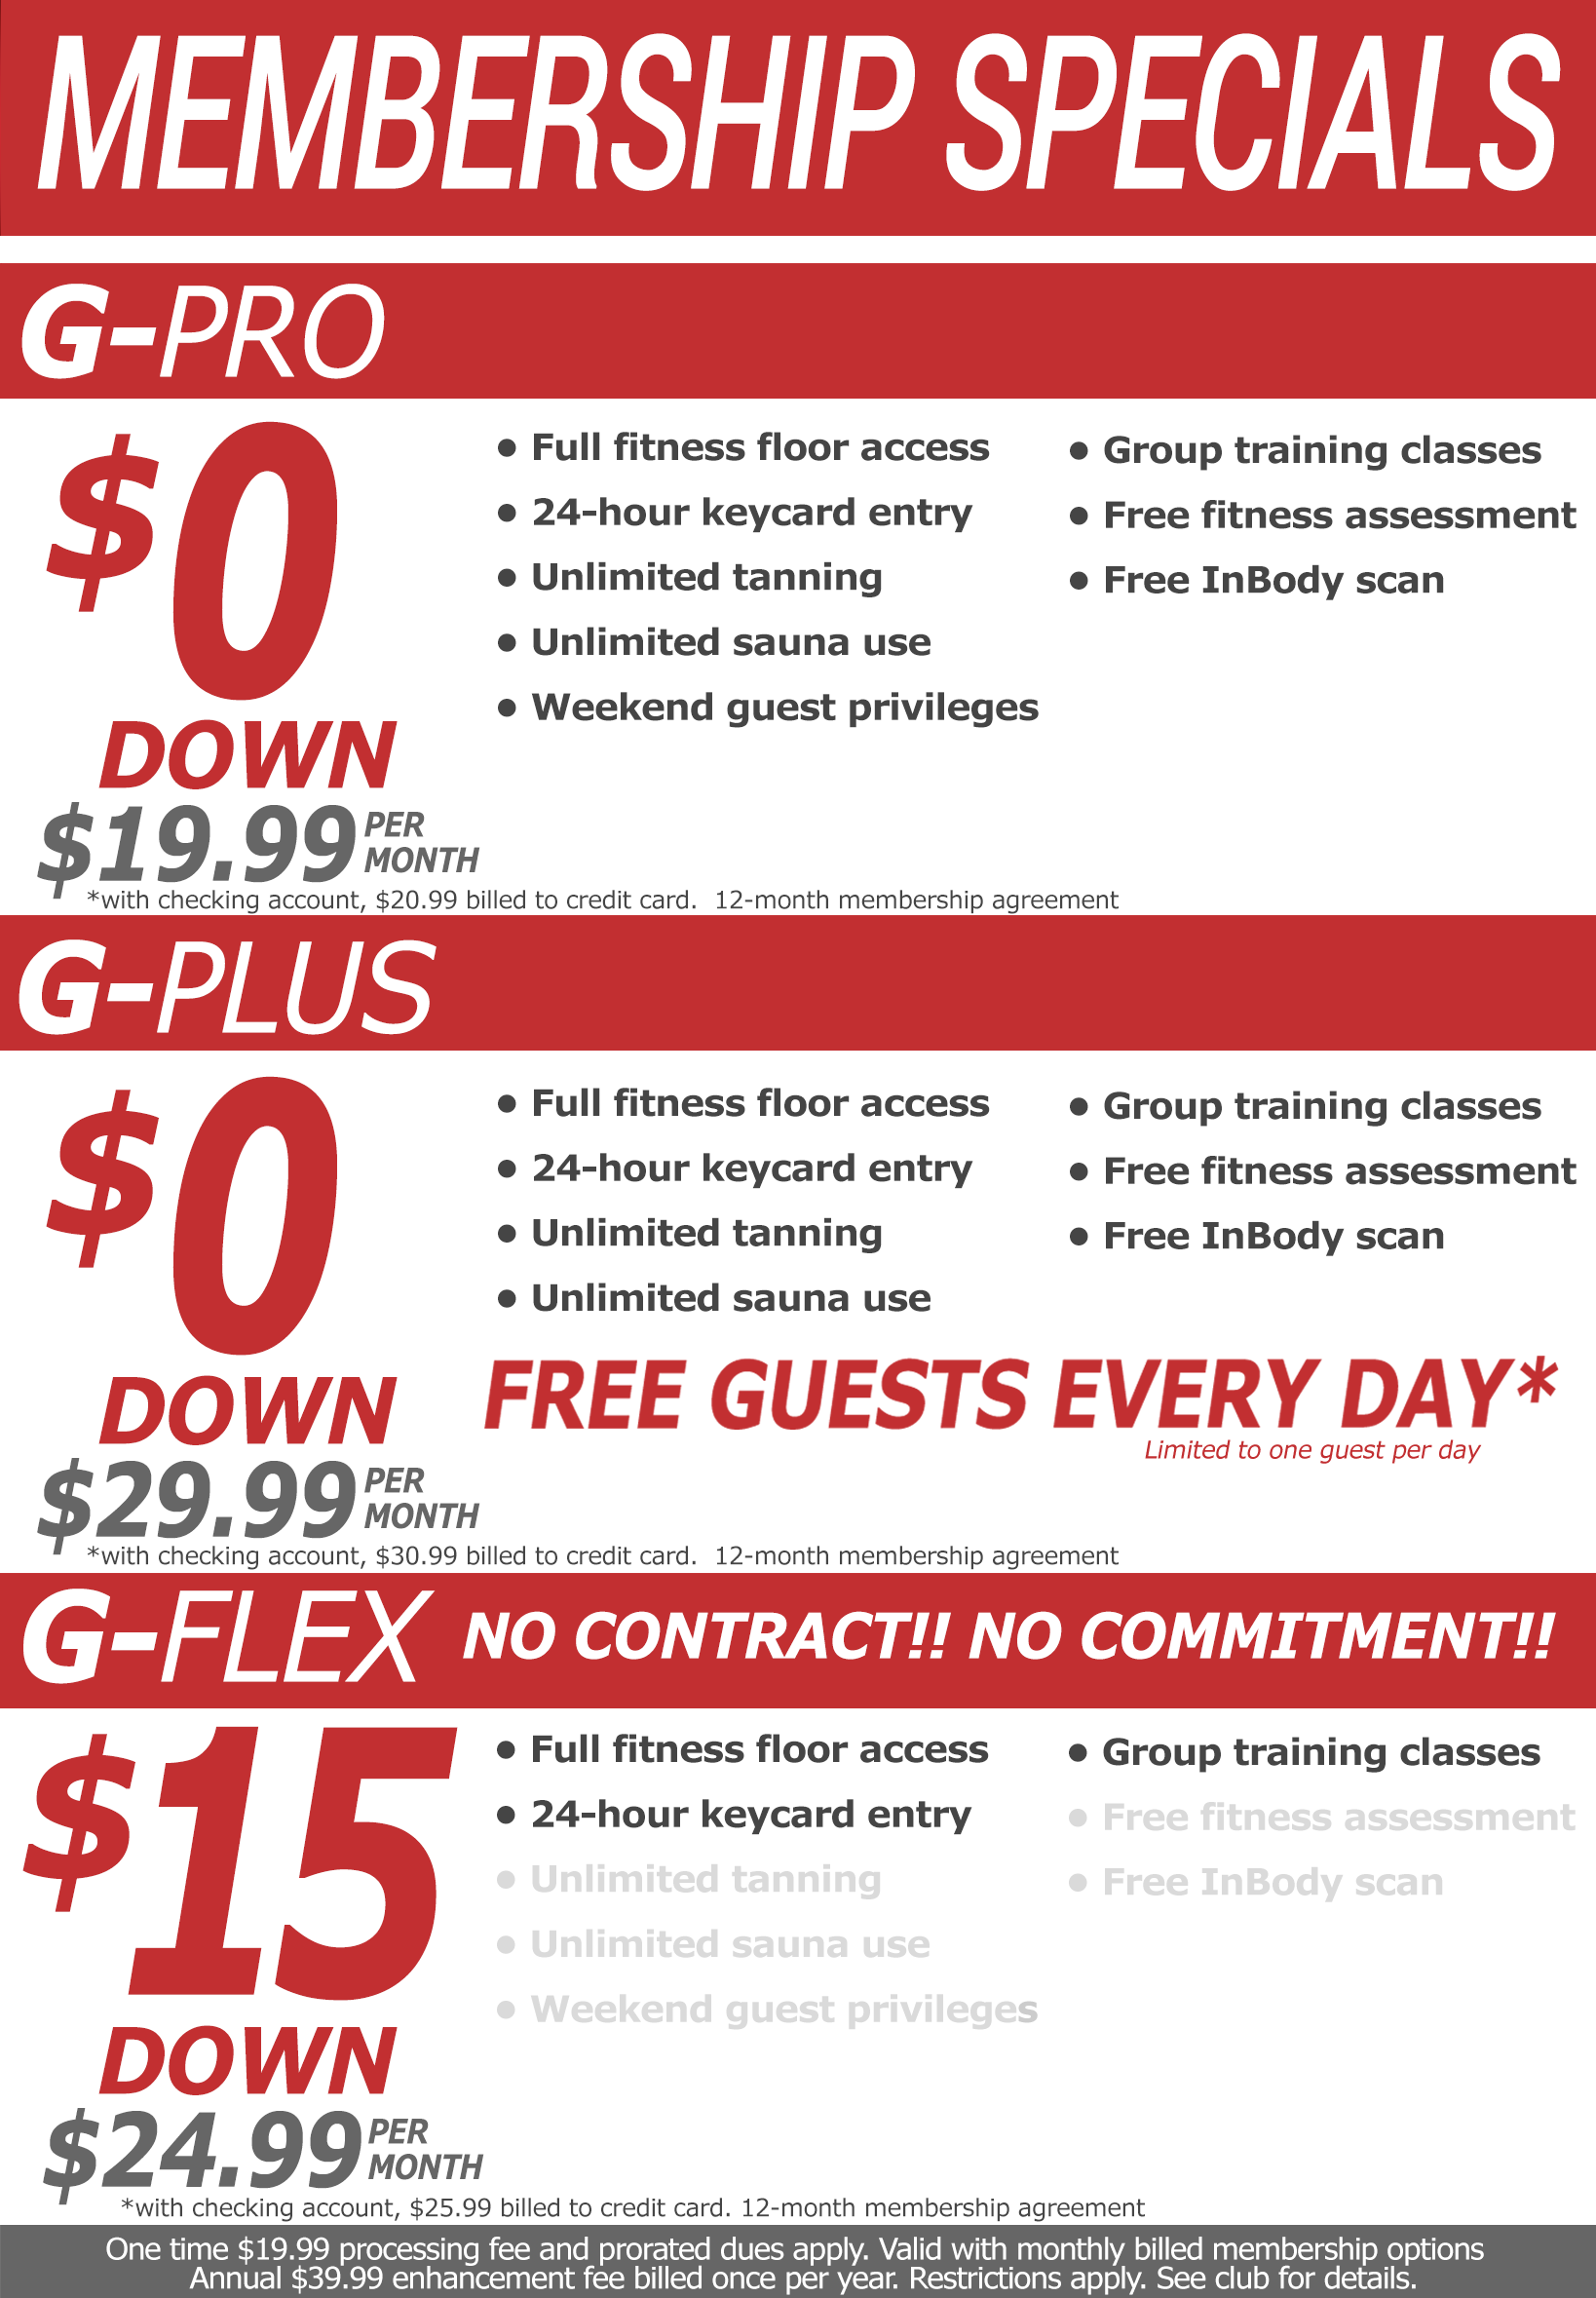 MEMBERSHIP SPECIALS
G-PRO
$0
DOWN
$19.99 PER MONTH
• Full fitness floor access
• 24-hour keycard entry
• Unlimited tanning
• Unlimited sauna use
• Weekend guest privileges
• Group training classes
• Free fitness assessment
• Free InBody scan
*with checking account, $20.99 billed to credit card.  12-month membership agreement
G-PLUS
$0
DOWN
$29.99 PER MONTH
• Full fitness floor access
• 24-hour keycard entry
• Unlimited tanning
• Unlimited sauna use
• Group training classes
• Free fitness assessment
• Free InBody scan
FREE GUESTS EVERY DAY*
Limited to one guest per day
*with checking account, $30.99 billed to credit card.  12-month membership agreement
G-FLEX NO CONTRACT!! NO COMMITMENT!!
$15
DOWN
$24.99 PER MONTH
• Full fitness floor access
• 24-hour keycard entry
• Unlimited tanning
• Unlimited sauna use
• Weekend guest privileges
• Group training classes
• Free fitness assessment
• Free InBody scan
*with checking account, $25.99 billed to credit card. 12-month membership agreement
One time $19.99 processing fee and prorated dues apply. Valid with monthly billed membership options
Annual $39.99 enhancement fee billed once per year. Restrictions apply. See club for details.